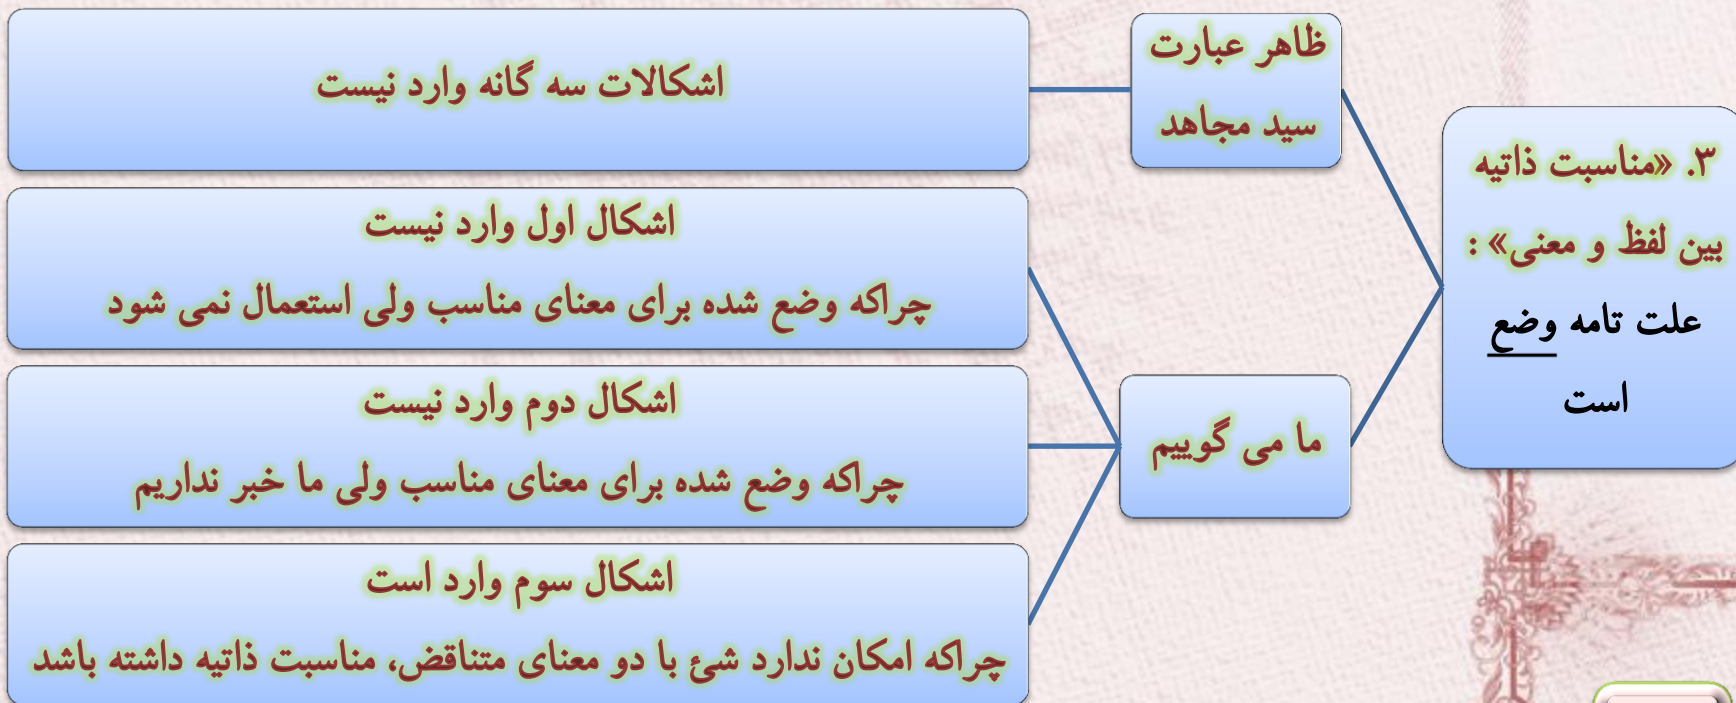 ۳. «مناسبت ذاتیه
بین لفظ و معنی» :
علت تامه وضع
است
ظاهر عبارت
سید مجاهد
اشکالات سه گانه وارد نیست
ما می گوییم
اشکال اول وارد نیست
چراکه وضع شده برای معنای مناسب ولی استعمال نمی شود
اشکال دوم وارد نیست
چراکه وضع شده برای معنای مناسب ولی ما خبر نداریم
اشکال سوم وارد است
چراکه امکان ندارد شئ با دو معنای متناقض، مناسبت ذاتیه داشته باشد